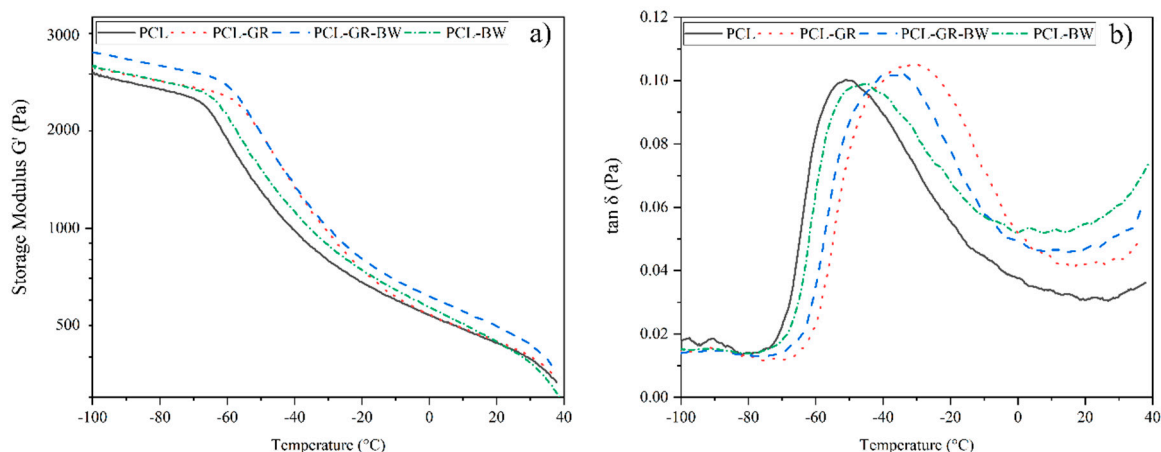 PCL PCL-GR PCL-GR-BW PCL-BW
a)
3000
2000
1000
500
Storage Modulus G' (Pa)
-100 -80 -60 -40 -20 0 20 40
Temperature (°C)
PCL PCL-GR PCL-GR-BW PCL-BW
b)
0.12
0.10
0.08
0.06
0.04
0.02
0.00
tan δ (Pa)
-100 -80 -60 -40 -20 0 20 40
Temperature (°C)